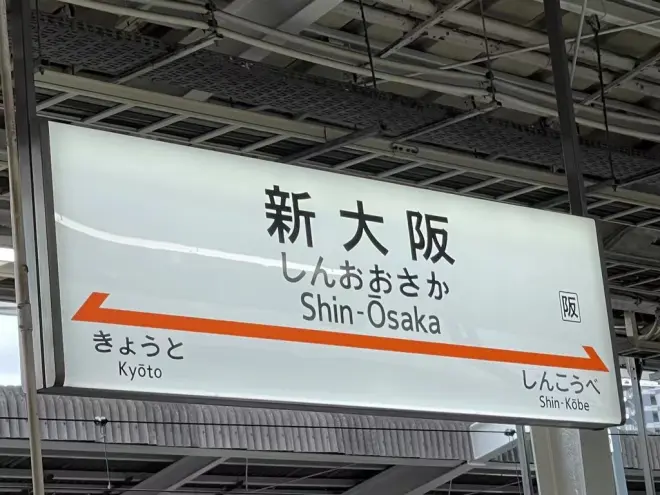 新大阪
しんおおさか
Shin-Ōsaka
阪
きょうと
Kyōto
しんこうべ
Shin-Kōbe